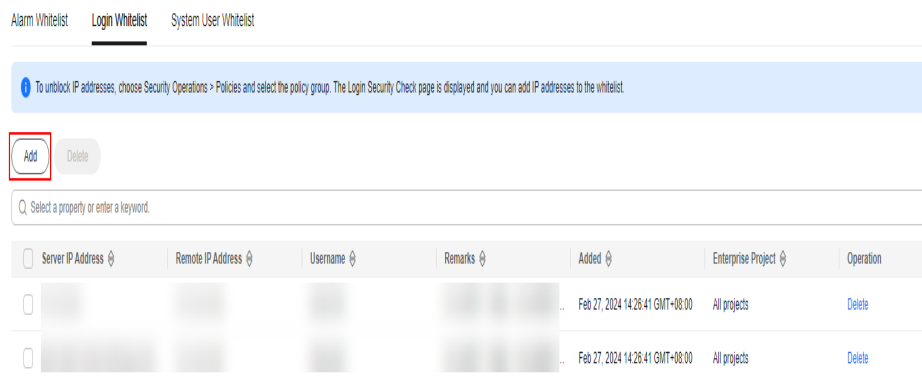 Alarm Whitelist Login Whitelist System User Whitelist
To unblock IP addresses, choose Security Operations > Policies and select the policy group. The Login Security Check page is displayed and you can add IP addresses to the whitelist.
Add Delete
Select a property or enter a keyword.
Server IP Address Remote IP Address Username Remarks Added Enterprise Project Operation
.. Feb 27, 2024 14:26:41 GMT+08:00 All projects Delete
.. Feb 27, 2024 14:26:41 GMT+08:00 All projects Delete